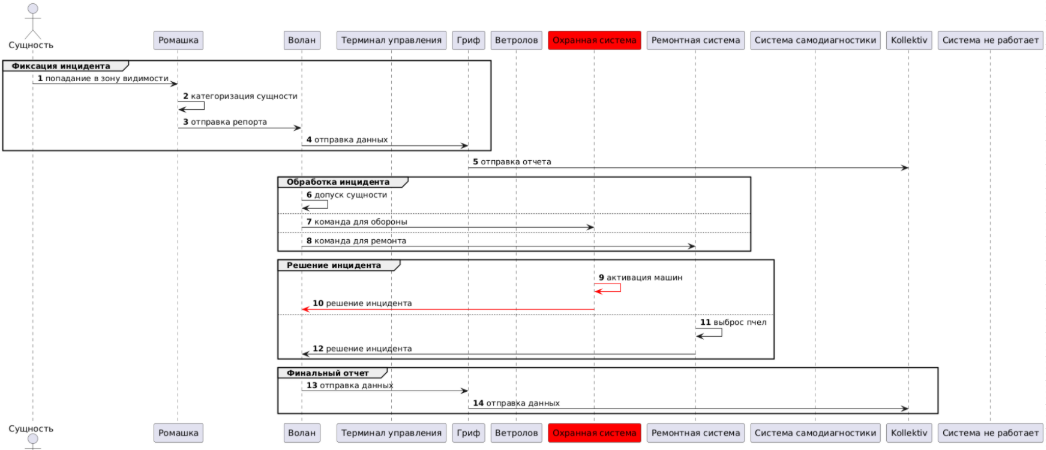 Сущность
Ромашка
Волан
Терминал управления
Гриф
Ветролов
Охранная система
Ремонтная система
Система самодиагностики
Kollektiv
Система не работает
Фиксация инцидента
1 попадание в зону видимости
2 категоризация сущности
3 отправка репорта
4 отправка данных
5 отправка отчета
Обработка инцидента
6 допуск сущности
7 команда для обороны
8 команда для ремонта
Решение инцидента
9 активация машин
10 решение инцидента
11 выброс пчел
12 решение инцидента
Финальный отчет
13 отправка данных
14 отправка данных
Сущность
Ромашка
Волан
Терминал управления
Гриф
Ветролов
Охранная система
Ремонтная система
Система самодиагностики
Kollektiv
Система не работает